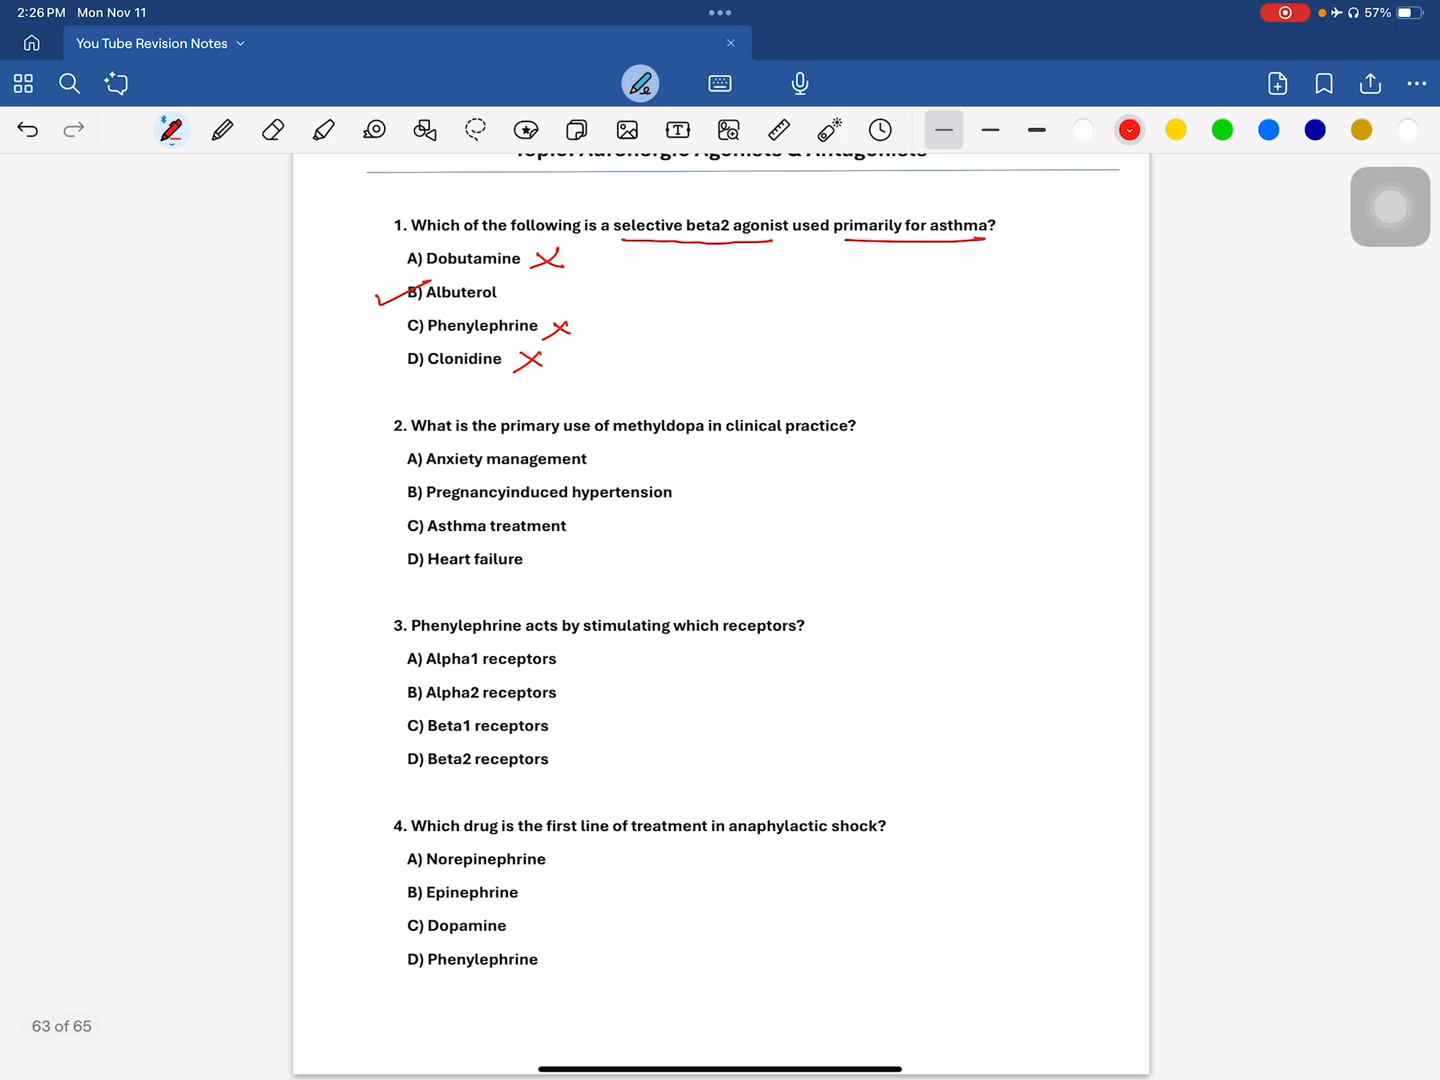 2:26 PM Mon Nov 11
57%
You Tube Revision Notes
Topic: Adrenergic Agonists & Antagonists
1. Which of the following is a selective beta2 agonist used primarily for asthma?
A) Dobutamine
B) Albuterol
C) Phenylephrine
D) Clonidine
2. What is the primary use of methyldopa in clinical practice?
A) Anxiety management
B) Pregnancyinduced hypertension
C) Asthma treatment
D) Heart failure
3. Phenylephrine acts by stimulating which receptors?
A) Alpha1 receptors
B) Alpha2 receptors
C) Beta1 receptors
D) Beta2 receptors
4. Which drug is the first line of treatment in anaphylactic shock?
A) Norepinephrine
B) Epinephrine
C) Dopamine
D) Phenylephrine
63 of 65